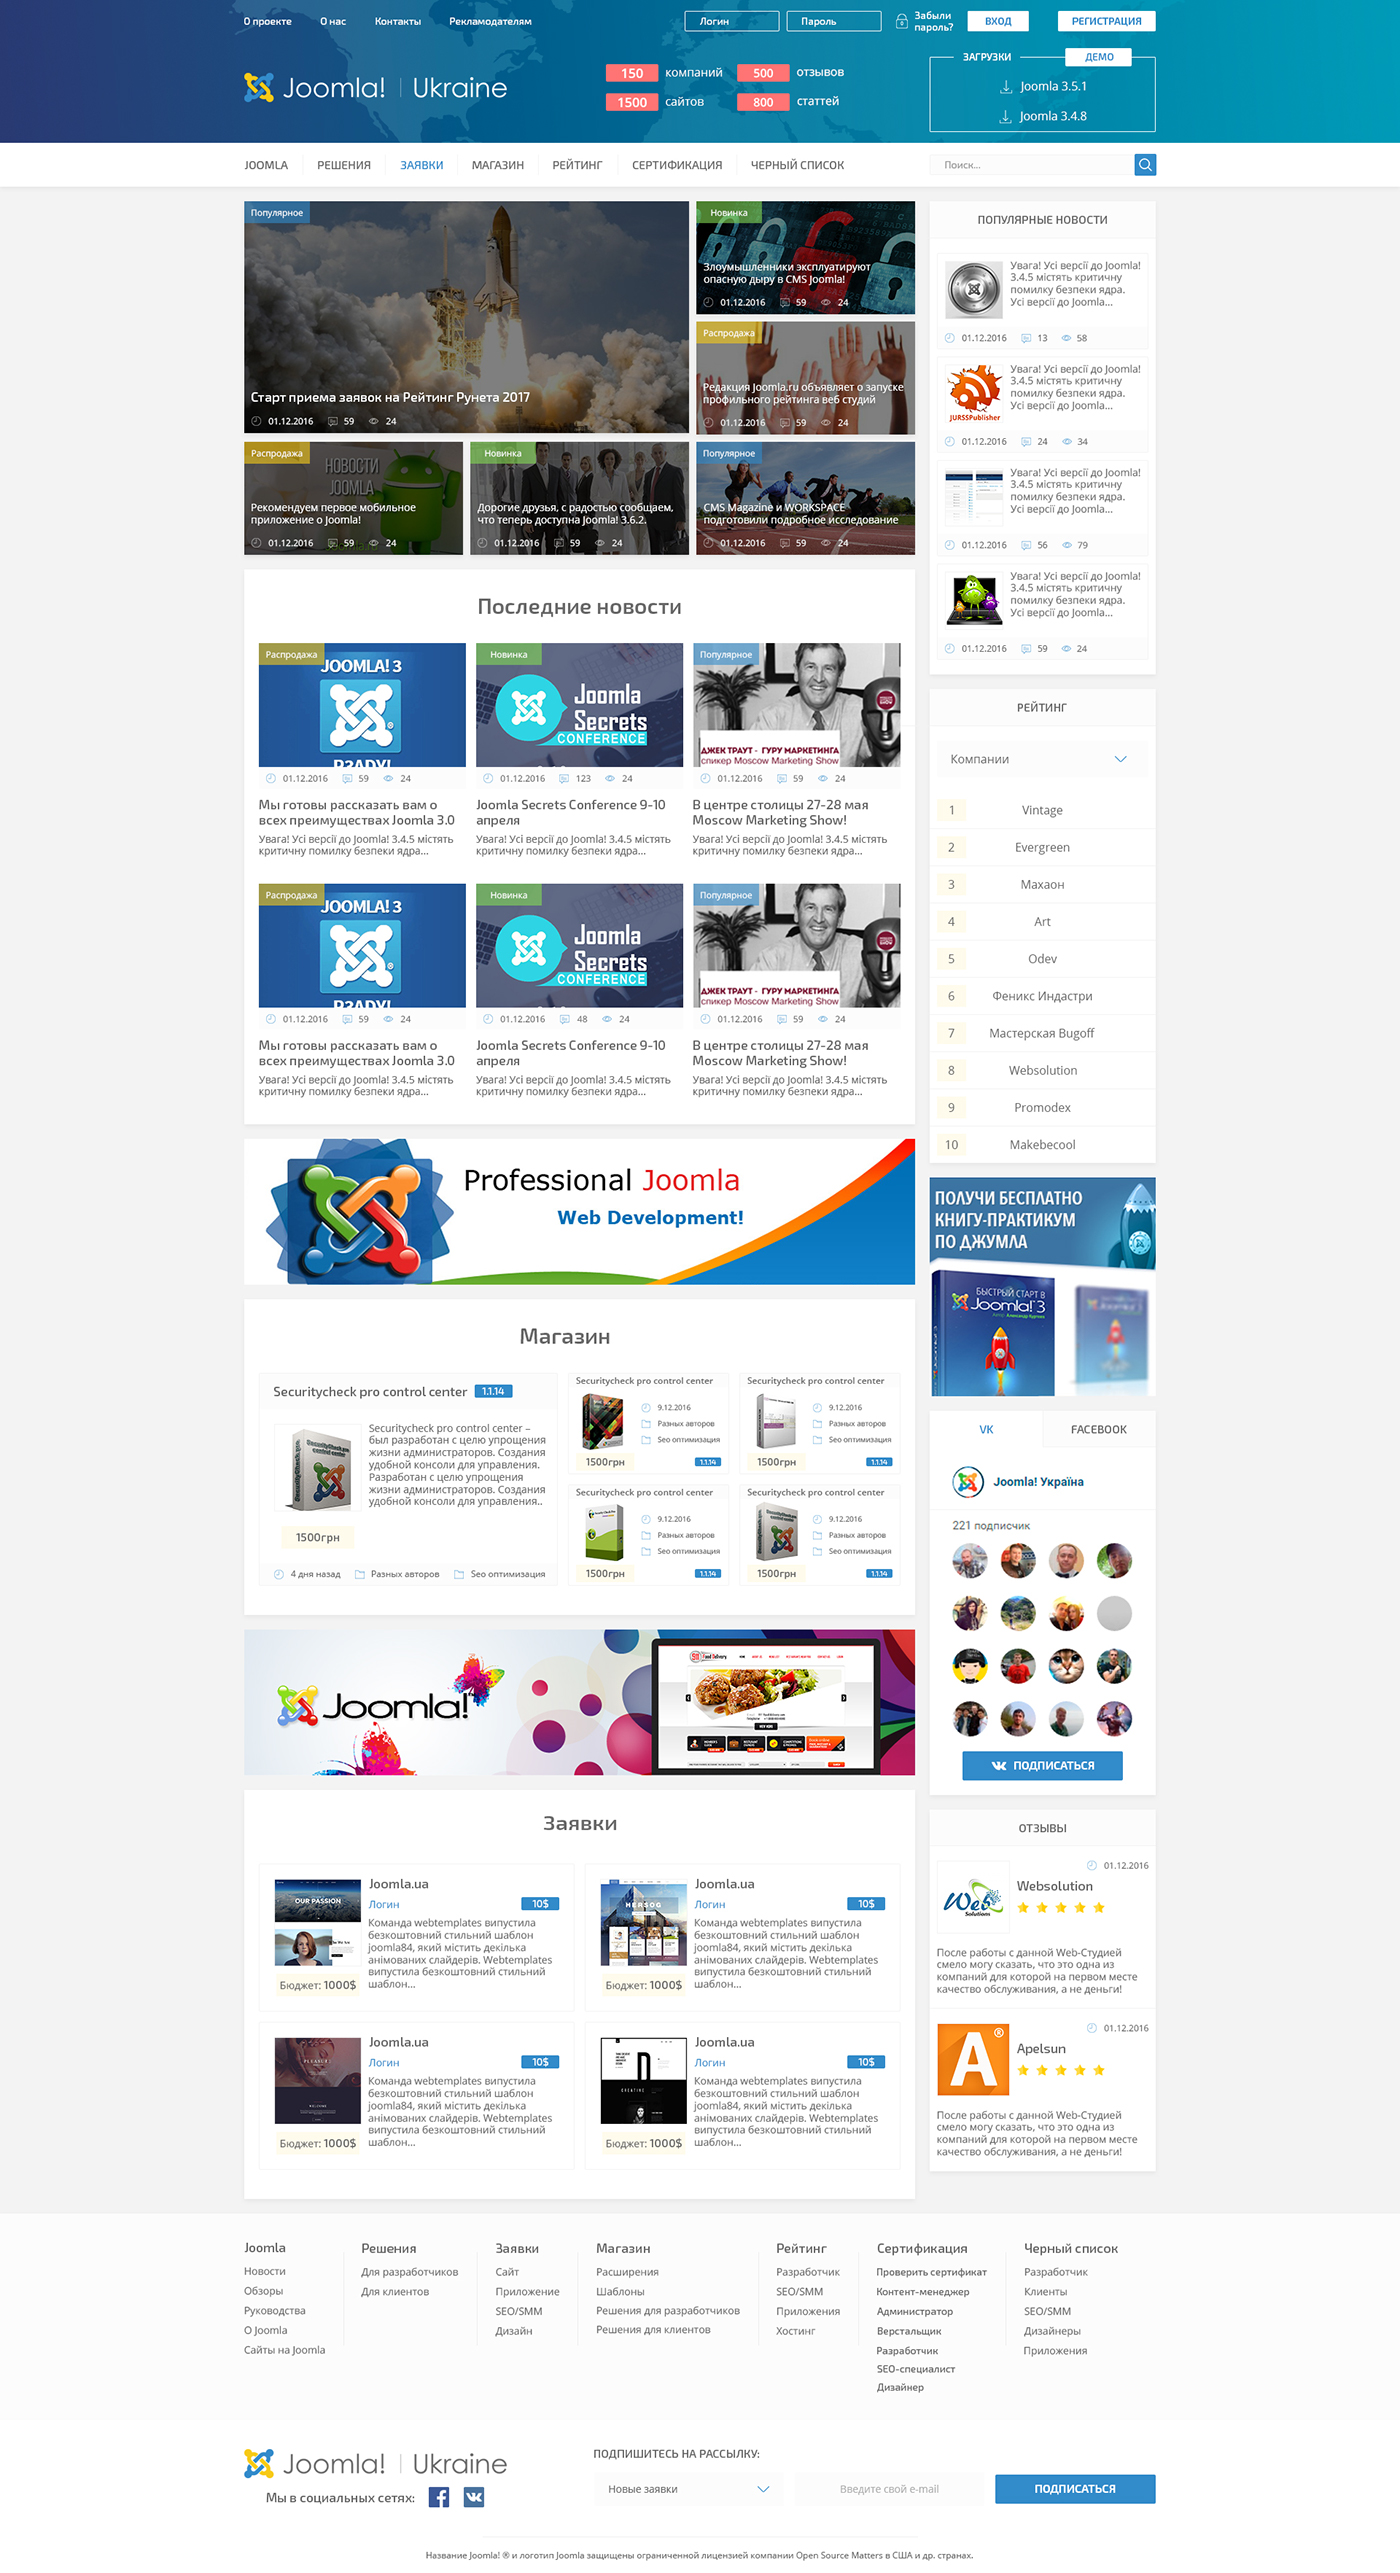 О проекте
О нас
Контакты
Рекламодателям
Логин
Пароль
Забыли
пароль?
ВХОД
РЕГИСТРАЦИЯ
Joomla! | Ukraine
150 компаний
500 отзывов
1500 сайтов
800 статтей
ЗАГРУЗКИ
ДЕМО
Joomla 3.5.1
Joomla 3.4.8
JOOMLA
РЕШЕНИЯ
ЗАЯВКИ
МАГАЗИН
РЕЙТИНГ
СЕРТИФИКАЦИЯ
ЧЕРНЫЙ СПИСОК
Поиск...
Популярное
Старт приема заявок на Рейтинг Рунета 2017
01.12.2016 59 24
Новинка
Злоумышленники эксплуатируют
опасную дыру в CMS Joomla!
01.12.2016 59 24
Распродажа
Редакция Joomla.ru объявляет о запуске
профильного рейтинга веб студий
01.12.2016 59 24
Распродажа
НОВОСТИ
JOOMLA
Рекомендуем первое мобильное
приложение о Joomla!
01.12.2016 59 24
Новинка
Дорогие друзья, с радостью сообщаем,
что теперь доступна Joomla! 3.6.2.
01.12.2016 59 24
Популярное
CMS Magazine и WORKSPACE
подготовили подробное исследование
01.12.2016 59 24
ПОПУЛЯРНЫЕ НОВОСТИ
Увага! Усі версії до Joomla!
3.4.5 містять критичну
помилку безпеки ядра.
Усі версії до Joomla...
01.12.2016 13 58
JURSSPublisher
Увага! Усі версії до Joomla!
3.4.5 містять критичну
помилку безпеки ядра.
Усі версії до Joomla...
01.12.2016 24 34
Увага! Усі версії до Joomla!
3.4.5 містять критичну
помилку безпеки ядра.
Усі версії до Joomla...
01.12.2016 56 79
Увага! Усі версії до Joomla!
3.4.5 містять критичну
помилку безпеки ядра.
Усі версії до Joomla...
01.12.2016 59 24
Последние новости
Распродажа
JOOMLA! 3
R3ADY!
01.12.2016 59 24
Мы готовы рассказать вам о
всех преимуществах Joomla 3.0
Увага! Усі версії до Joomla! 3.4.5 містять
критичну помилку безпеки ядра...
Новинка
Joomla
Secrets
CONFERENCE
01.12.2016 123 24
Joomla Secrets Conference 9-10
апреля
Увага! Усі версії до Joomla! 3.4.5 містять
критичну помилку безпеки ядра...
Популярное
ДЖЕК ТРАУТ - ГУРУ МАРКЕТИНГА
спикер Moscow Marketing Show
01.12.2016 59 24
В центре столицы 27-28 мая
Moscow Marketing Show!
Увага! Усі версії до Joomla! 3.4.5 містять
критичну помилку безпеки ядра...
Распродажа
JOOMLA! 3
R3ADY!
01.12.2016 59 24
Мы готовы рассказать вам о
всех преимуществах Joomla 3.0
Увага! Усі версії до Joomla! 3.4.5 містять
критичну помилку безпеки ядра...
Новинка
Joomla
Secrets
CONFERENCE
01.12.2016 48 24
Joomla Secrets Conference 9-10
апреля
Увага! Усі версії до Joomla! 3.4.5 містять
критичну помилку безпеки ядра...
Популярное
ДЖЕК ТРАУТ - ГУРУ МАРКЕТИНГА
спикер Moscow Marketing Show
01.12.2016 59 24
В центре столицы 27-28 мая
Moscow Marketing Show!
Увага! Усі версії до Joomla! 3.4.5 містять
критичну помилку безпеки ядра...
РЕЙТИНГ
Компании
1 Vintage
2 Evergreen
3 Махаон
4 Art
5 Odev
6 Феникс Индастри
7 Мастерская Bugoff
8 Websolution
9 Promodex
10 Makebecool
Professional Joomla
Web Development!
ПОЛУЧИ БЕСПЛАТНО
КНИГУ-ПРАКТИКУМ
ПО ДЖУМЛА
БЫСТРЫЙ СТАРТ В
Joomla! 3
Магазин
Securitycheck pro control center 1.1.14
Securitycheck pro control center –
был разработан с целю упрощения
жизни администраторов. Создания
удобной консоли для управления.
Разработан с целю упрощения
жизни администраторов. Создания
удобной консоли для управления..
1500грн
4 дня назад
Разных авторов
Seo оптимизация
Securitycheck pro control center
9.12.2016
Разных авторов
Seo оптимизация
1500грн 1.1.14
Securitycheck pro control center
9.12.2016
Разных авторов
Seo оптимизация
1500грн 1.1.14
Securitycheck pro control center
9.12.2016
Разных авторов
Seo оптимизация
1500грн 1.1.14
Securitycheck pro control center
9.12.2016
Разных авторов
Seo оптимизация
1500грн 1.1.14
VK
FACEBOOK
Joomla! Україна
221 подписчик
ПОДПИСАТЬСЯ
Joomla!
Заявки
OUR PASSION
Joomla.ua
Логин 10$
Команда webtemplates випустила
безкоштовний стильний шаблон
joomla84, який містить декілька
анімованих слайдерів. Webtemplates
випустила безкоштовний стильний
шаблон...
Бюджет: 1000$
HERSOG
Joomla.ua
Логин 10$
Команда webtemplates випустила
безкоштовний стильний шаблон
joomla84, який містить декілька
анімованих слайдерів. Webtemplates
випустила безкоштовний стильний
шаблон...
Бюджет: 1000$
Joomla.ua
Логин 10$
Команда webtemplates випустила
безкоштовний стильний шаблон
joomla84, який містить декілька
анімованих слайдерів. Webtemplates
випустила безкоштовний стильний
шаблон...
Бюджет: 1000$
CREATIVE
Joomla.ua
Логин 10$
Команда webtemplates випустила
безкоштовний стильний шаблон
joomla84, який містить декілька
анімованих слайдерів. Webtemplates
випустила безкоштовний стильний
шаблон...
Бюджет: 1000$
ОТЗЫВЫ
01.12.2016
Web Solutions
Websolution
После работы с данной Web-Студией
смело могу сказать, что это одна из
компаний для которой на первом месте
качество обслуживания, а не деньги!
01.12.2016
A®
Apelsun
После работы с данной Web-Студией
смело могу сказать, что это одна из
компаний для которой на первом месте
качество обслуживания, а не деньги!
Joomla
Новости
Обзоры
Руководства
О Joomla
Сайты на Joomla
Решения
Для разработчиков
Для клиентов
Заявки
Сайт
Приложение
SEO/SMM
Дизайн
Магазин
Расширения
Шаблоны
Решения для разработчиков
Решения для клиентов
Рейтинг
Разработчик
SEO/SMM
Приложения
Хостинг
Сертификация
Проверить сертификат
Контент-менеджер
Администратор
Верстальщик
Разработчик
SEO-специалист
Дизайнер
Черный список
Разработчик
Клиенты
SEO/SMM
Дизайнеры
Приложения
Joomla! | Ukraine
Мы в социальных сетях:
ПОДПИШИТЕСЬ НА РАССЫЛКУ:
Новые заявки
Введите свой e-mail
ПОДПИСАТЬСЯ
Название Joomla! ® и логотип Joomla защищены ограниченной лицензией компании Open Source Matters в США и др. странах.